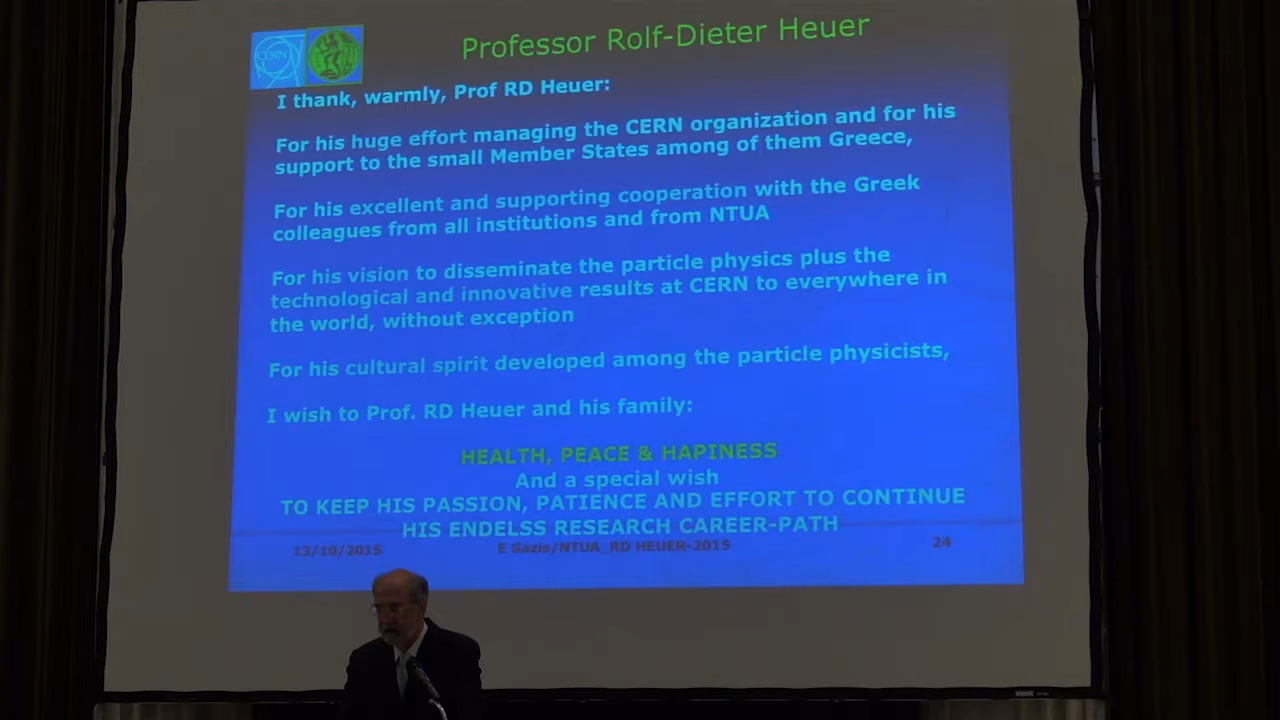 CERN
Professor Rolf-Dieter Heuer
I thank, warmly, Prof RD Heuer:
For his huge effort managing the CERN organization and for his
support to the small Member States among of them Greece,
For his excellent and supporting cooperation with the Greek
colleagues from all institutions and from NTUA
For his vision to disseminate the particle physics plus the
technological and innovative results at CERN to everywhere in
the world, without exception
For his cultural spirit developed among the particle physicists,
I wish to Prof. RD Heuer and his family:
HEALTH, PEACE & HAPINESS
And a special wish
TO KEEP HIS PASSION, PATIENCE AND EFFORT TO CONTINUE
HIS ENDELSS RESEARCH CAREER-PATH
13/10/2015 E Gazis/NTUA_RD HEUER-2015 24